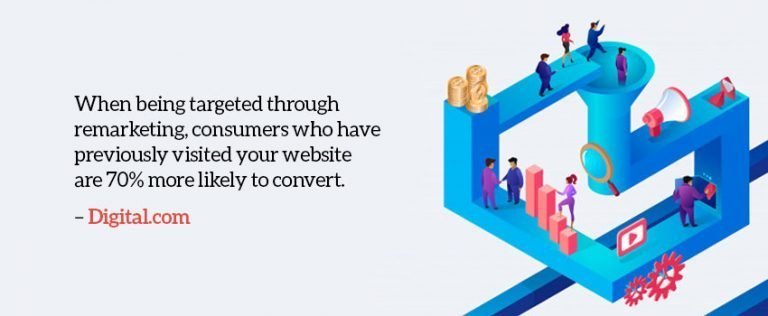 When being targeted through
remarketing, consumers who have
previously visited your website
are 70% more likely to convert.
– Digital.com